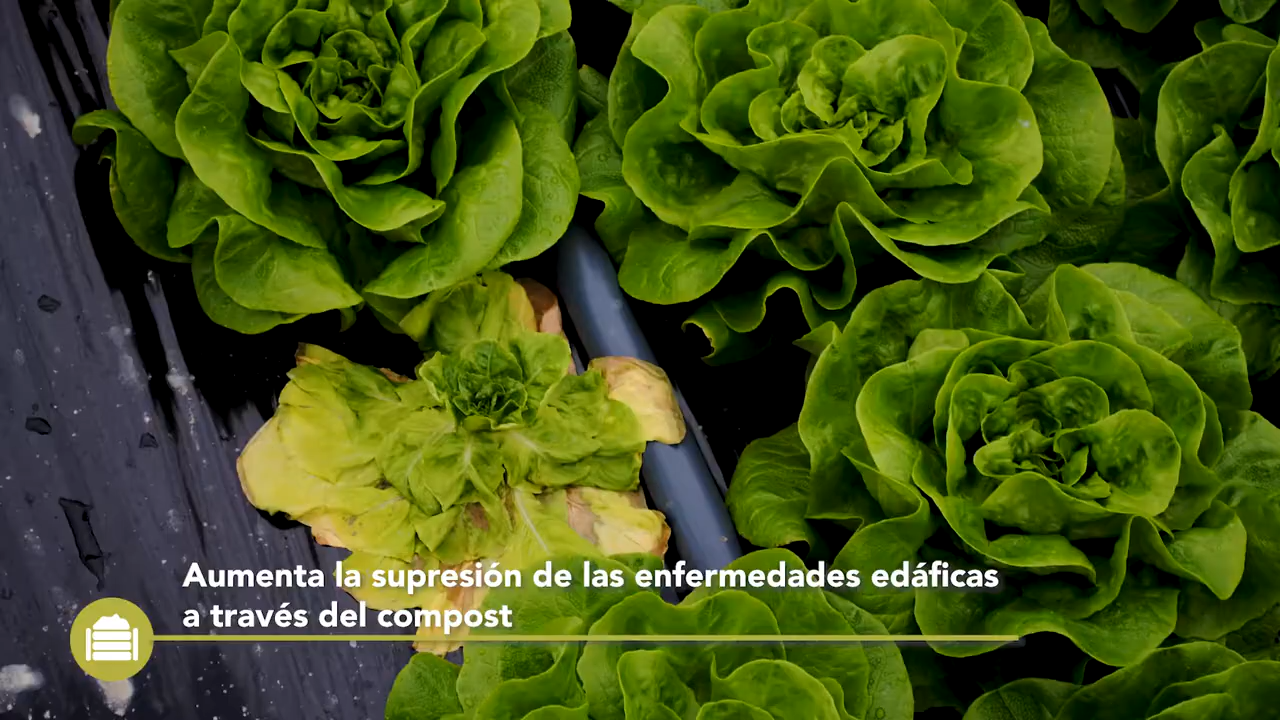 Aumenta la supresión de las enfermedades edáficas
a través del compost